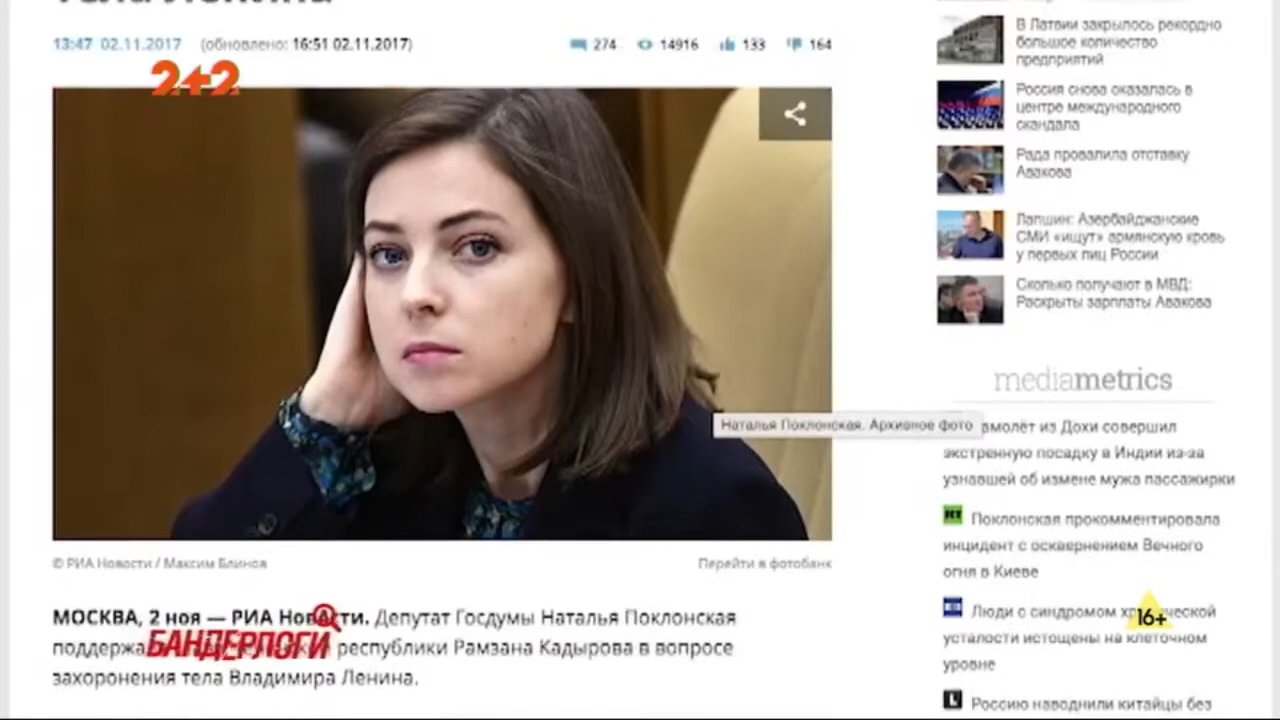 13:47 02.11.2017 (обновлено: 16:51 02.11.2017) 274 14916 133 164
2+2
Наталья Поклонская. Архивное фото
© РИА Новости / Максим Блинов Перейти в фотобанк
МОСКВА, 2 ноя — РИА Новости. Депутат Госдумы Наталья Поклонская
республики Рамзана Кадырова в вопросе
захоронения тела Владимира Ленина.
БАНДЕРЛОГИ
В Латвии закрылось рекордно
большое количество
предприятий
Россия снова оказалась в
центре международного
скандала
Рада провалила отставку
Авакова
Лапшин: Азербайджанские
СМИ «ищут» армянскую кровь
у первых лиц России
Сколько получают в МВД:
Раскрыты зарплаты Авакова
mediametrics
амолёт из Дохи совершил
экстренную посадку в Индии из-за
узнавшей об измене мужа пассажирки
RT Поклонская прокомментировала
инцидент с осквернением Вечного
огня в Киеве
Люди с синдромом хронической
усталости истощены на клеточном
уровне
16+
L Россию наводнили китайцы без